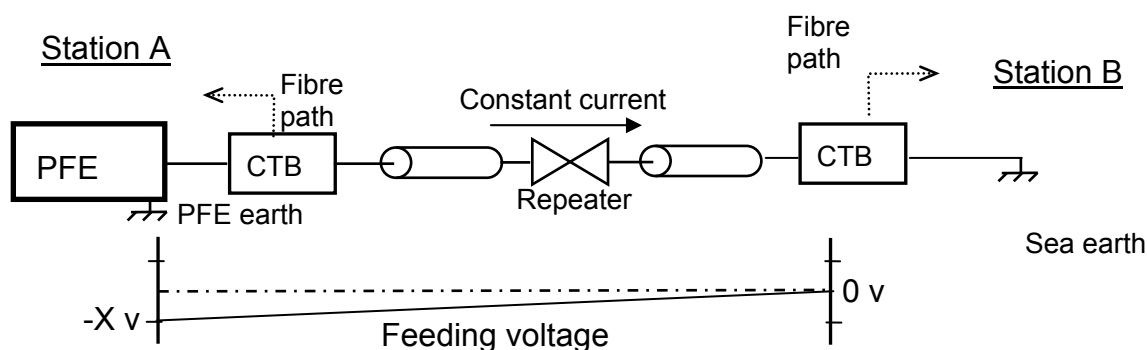 Station A
Fibre
path
Station B
Fibre
path
Constant current
PFE
CTB
CTB
Repeater
PFE earth
Sea earth
0 v
-X v
Feeding voltage